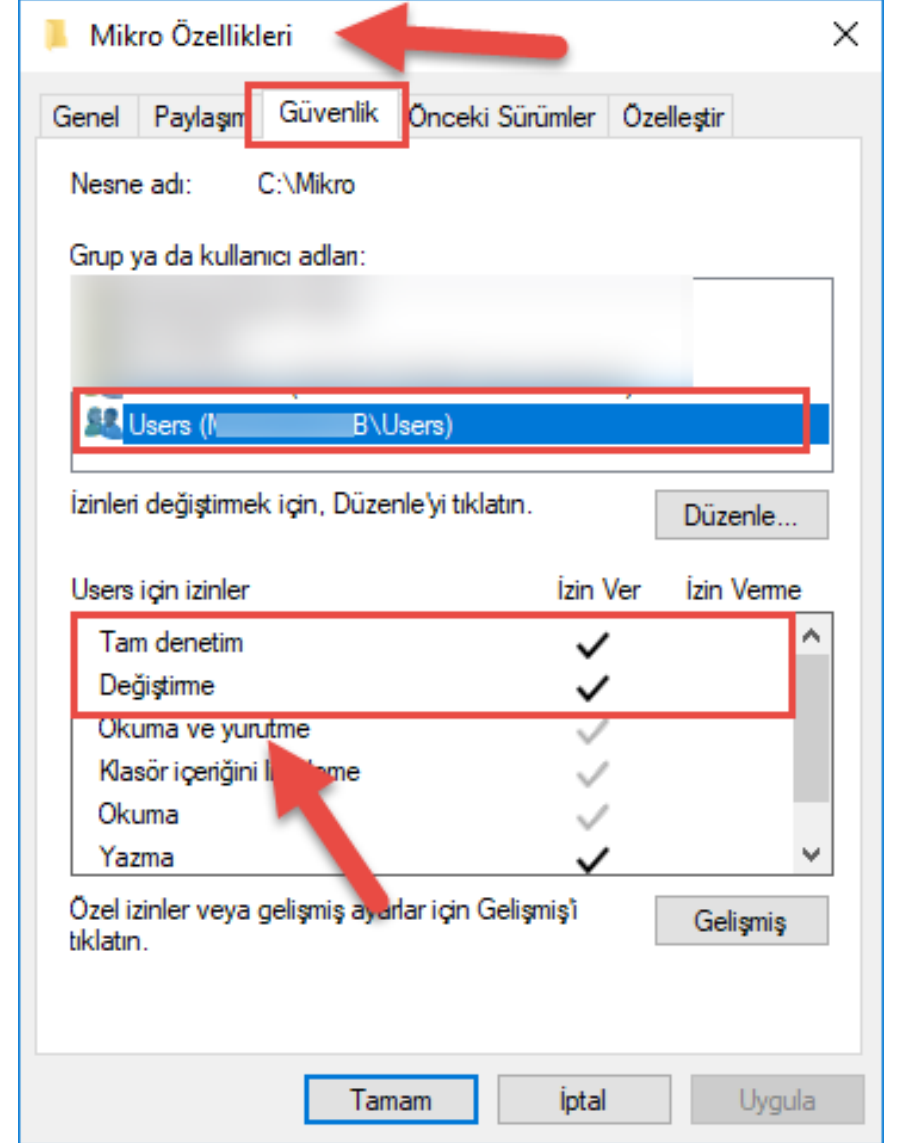 Mikro Özellikleri
Genel Paylaşım Güvenlik Önceki Sürümler Özelleştir
Nesne adı: C:\Mikro
Grup ya da kullanıcı adları:
Users (M B\Users)
İzinleri değiştirmek için, Düzenle'yi tıklatın.
Düzenle...
Users için izinler İzin Ver İzin Verme
Tam denetim
Değiştirme
Okuma ve yürütme
Klasör içeriğini
Okuma
Yazma
Özel izinler veya gelişmiş ayarlar için Gelişmiş'i
tıklatın.
Gelişmiş
Tamam İptal Uygula